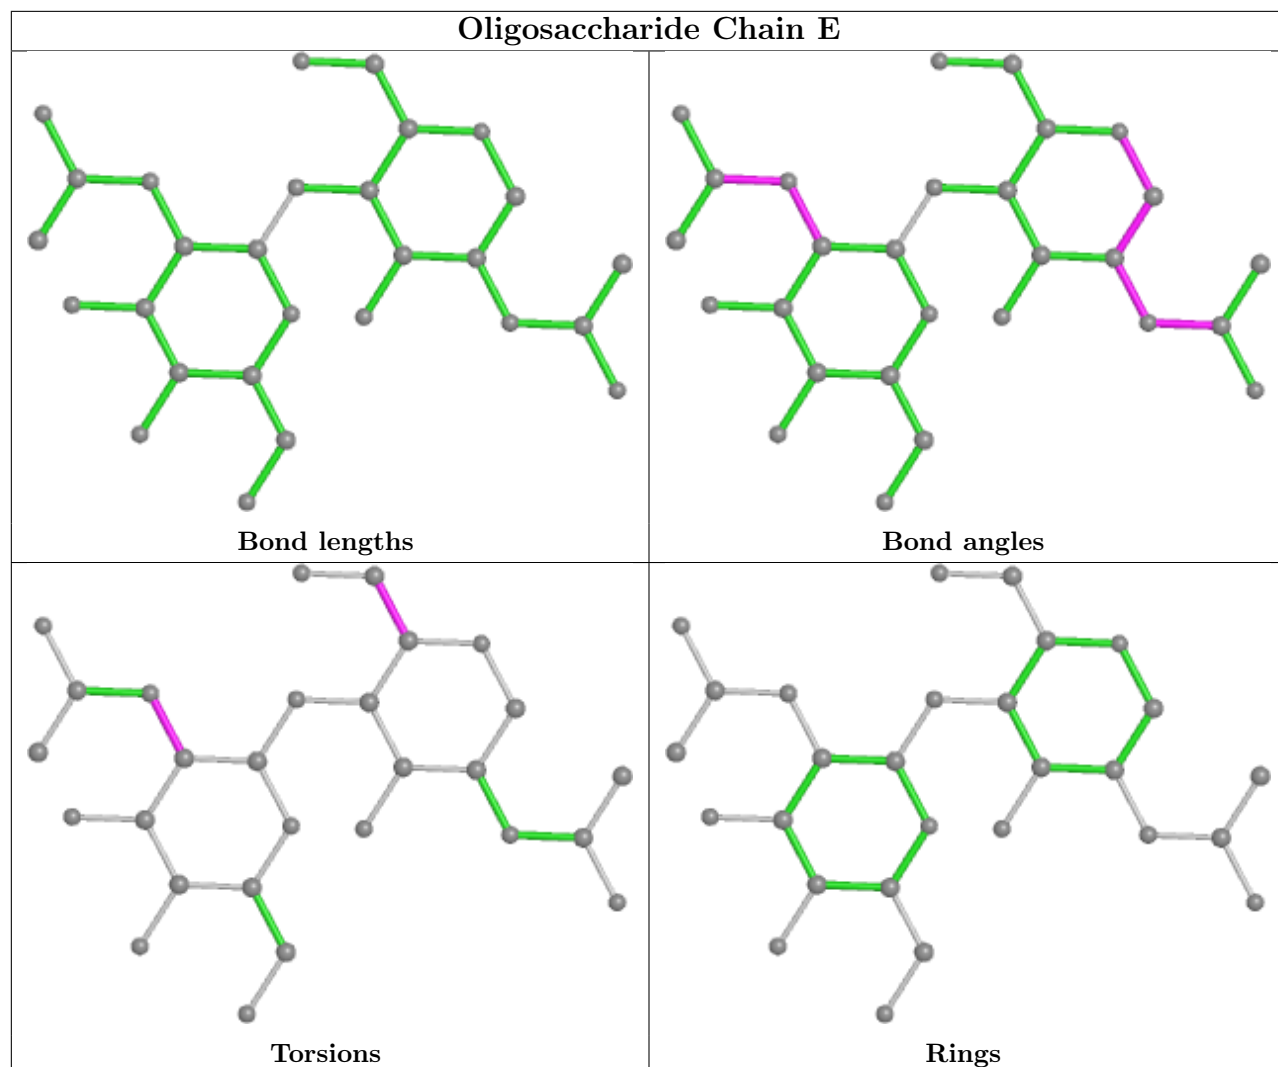 Oligosaccharide Chain E
Bond lengths
Bond angles
Torsions
Rings